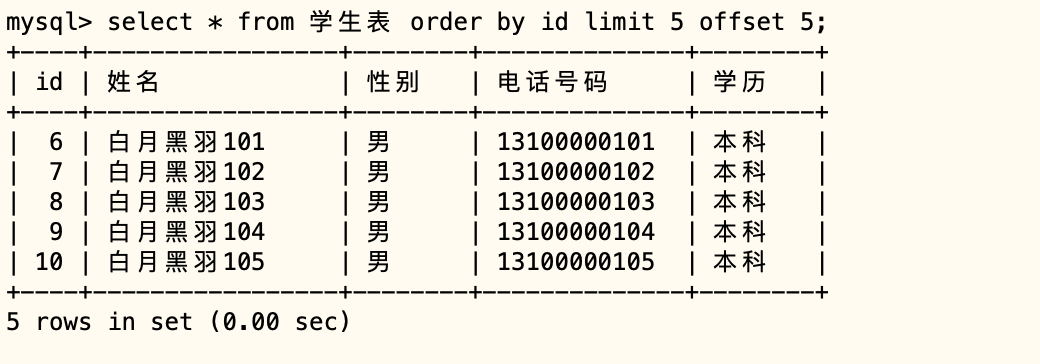 mysql> select * from 学生表 order by id limit 5 offset 5;
+----+-----------------+--------+--------------+--------+
| id | 姓名 | 性别 | 电话号码 | 学历 |
+----+-----------------+--------+--------------+--------+
| 6 | 白月黑羽101 | 男 | 13100000101 | 本科 |
| 7 | 白月黑羽102 | 男 | 13100000102 | 本科 |
| 8 | 白月黑羽103 | 男 | 13100000103 | 本科 |
| 9 | 白月黑羽104 | 男 | 13100000104 | 本科 |
| 10 | 白月黑羽105 | 男 | 13100000105 | 本科 |
+----+-----------------+--------+--------------+--------+
5 rows in set (0.00 sec)